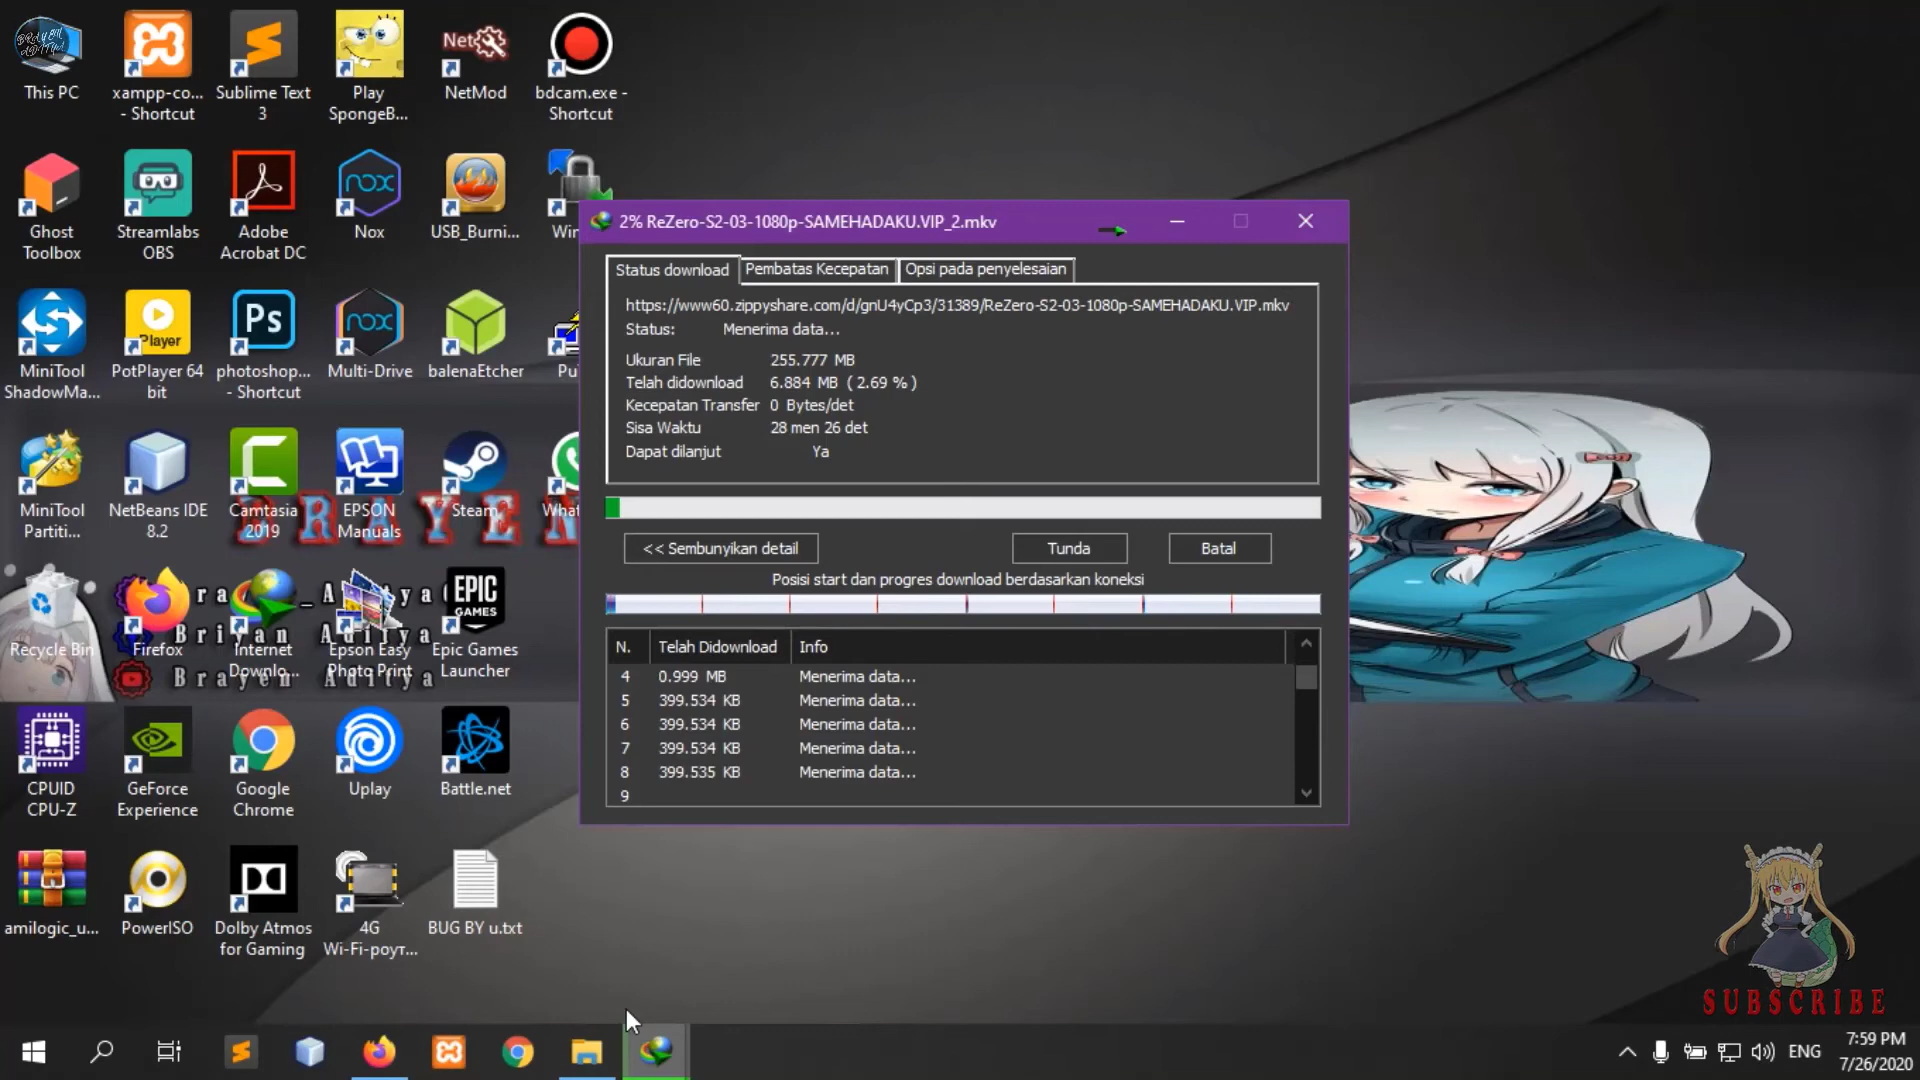 This PC
xampp-co...
- Shortcut
Sublime Text
3
Play
SpongeB...
NetMod
bdcam.exe -
Shortcut
Ghost
Toolbox
Streamlabs
OBS
Adobe
Acrobat DC
Nox
USB_Burni...
Win
MiniTool
ShadowMa...
PotPlayer 64
bit
photoshop...
- Shortcut
Multi-Drive
balenaEtcher
Pu
MiniTool
Partiti...
NetBeans IDE
8.2
Camtasia
2019
EPSON
Manuals
Steam
What
Recycle Bin
Firefox
Internet
Downlo...
Epson Easy
Photo Print
Epic Games
Launcher
CPUID
CPU-Z
GeForce
Experience
Google
Chrome
Uplay
Battle.net
amilogic_u...
PowerISO
Dolby Atmos
for Gaming
4G
Wi-Fi-роут...
BUG BY u.txt
2% ReZero-S2-03-1080p-SAMEHADAKU.VIP_2.mkv
Status download
Pembatas Kecepatan
Opsi pada penyelesaian
https://www60.zippyshare.com/d/gnU4yCp3/31389/ReZero-S2-03-1080p-SAMEHADAKU.VIP.mkv
Status: Menerima data...
Ukuran File 255.777 MB
Telah didownload 6.884 MB ( 2.69 % )
Kecepatan Transfer 0 Bytes/det
Sisa Waktu 28 men 26 det
Dapat dilanjut Ya
<< Sembunyikan detail
Tunda
Batal
Posisi start dan progres download berdasarkan koneksi
N. Telah Didownload Info
4 0.999 MB Menerima data...
5 399.534 KB Menerima data...
6 399.534 KB Menerima data...
7 399.534 KB Menerima data...
8 399.535 KB Menerima data...
9
BRAYEN
Briyan Aditya
Brayen Aditya
SUBSCRIBE
ENG
7:59 PM
7/26/2020